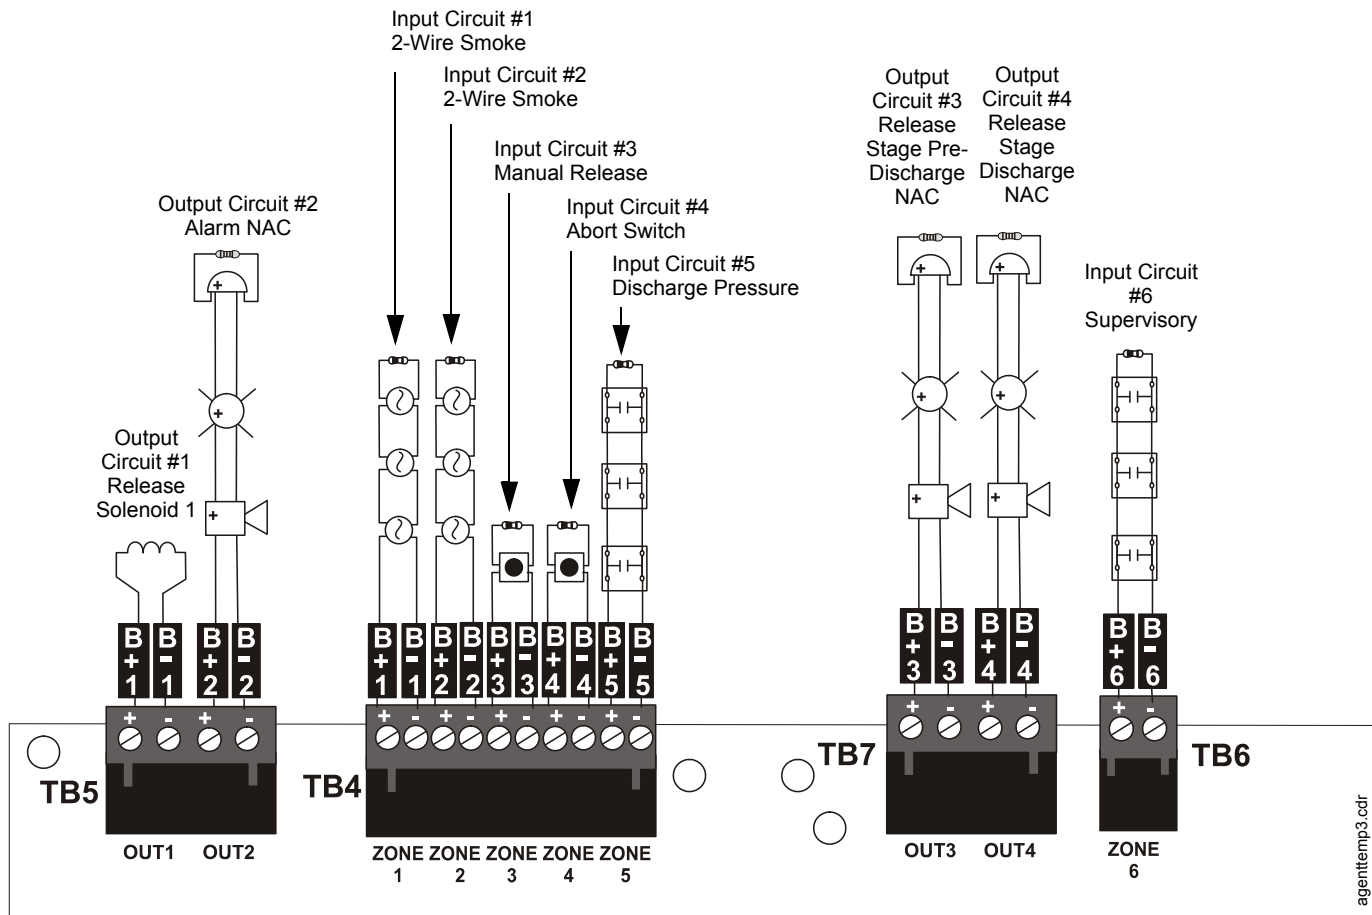 Input Circuit #1
2-Wire Smoke
Input Circuit #2
2-Wire Smoke
Input Circuit #3
Manual Release
Input Circuit #4
Abort Switch
Input Circuit #5
Discharge Pressure
Output Circuit #2
Alarm NAC
Output
Circuit #1
Release
Solenoid 1
Output
Circuit #3
Release
Stage Pre-
Discharge
NAC
Output
Circuit #4
Release
Stage
Discharge
NAC
Input Circuit
#6
Supervisory
B+1 B-1 B+2 B-2
B+1 B-1 B+2 B-2 B+3 B-3 B+4 B-4 B+5 B-5
B+3 B-3 B+4 B-4
B+6 B-6
+ - + -
+ - + - + - + - + -
+ - + -
+ -
TB5
TB4
TB7
TB6
OUT1 OUT2
ZONE 1
ZONE 2
ZONE 3
ZONE 4
ZONE 5
OUT3 OUT4
ZONE 6
agenttemp3.cdr